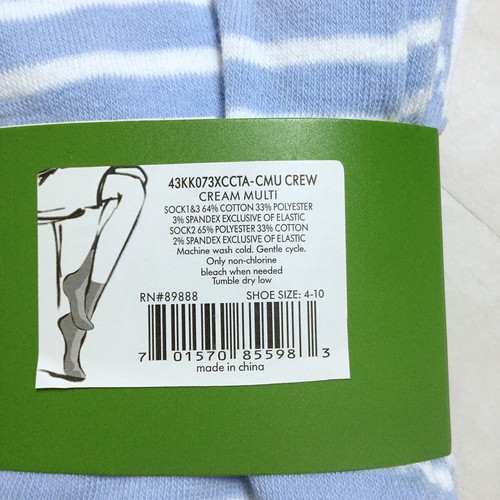 43KK073XCCTA-CMU CREW
CREAM MULTI
SOCK1&3 64% COTTON 33% POLYESTER
3% SPANDEX EXCLUSIVE OF ELASTIC
SOCK2 65% POLYESTER 33% COTTON
2% SPANDEX EXCLUSIVE OF ELASTIC
Machine wash cold. Gentle cycle.
Only non-chlorine
bleach when needed
Tumble dry low
RN#89888 SHOE SIZE: 4-10
7 01570 85598 3
made in china